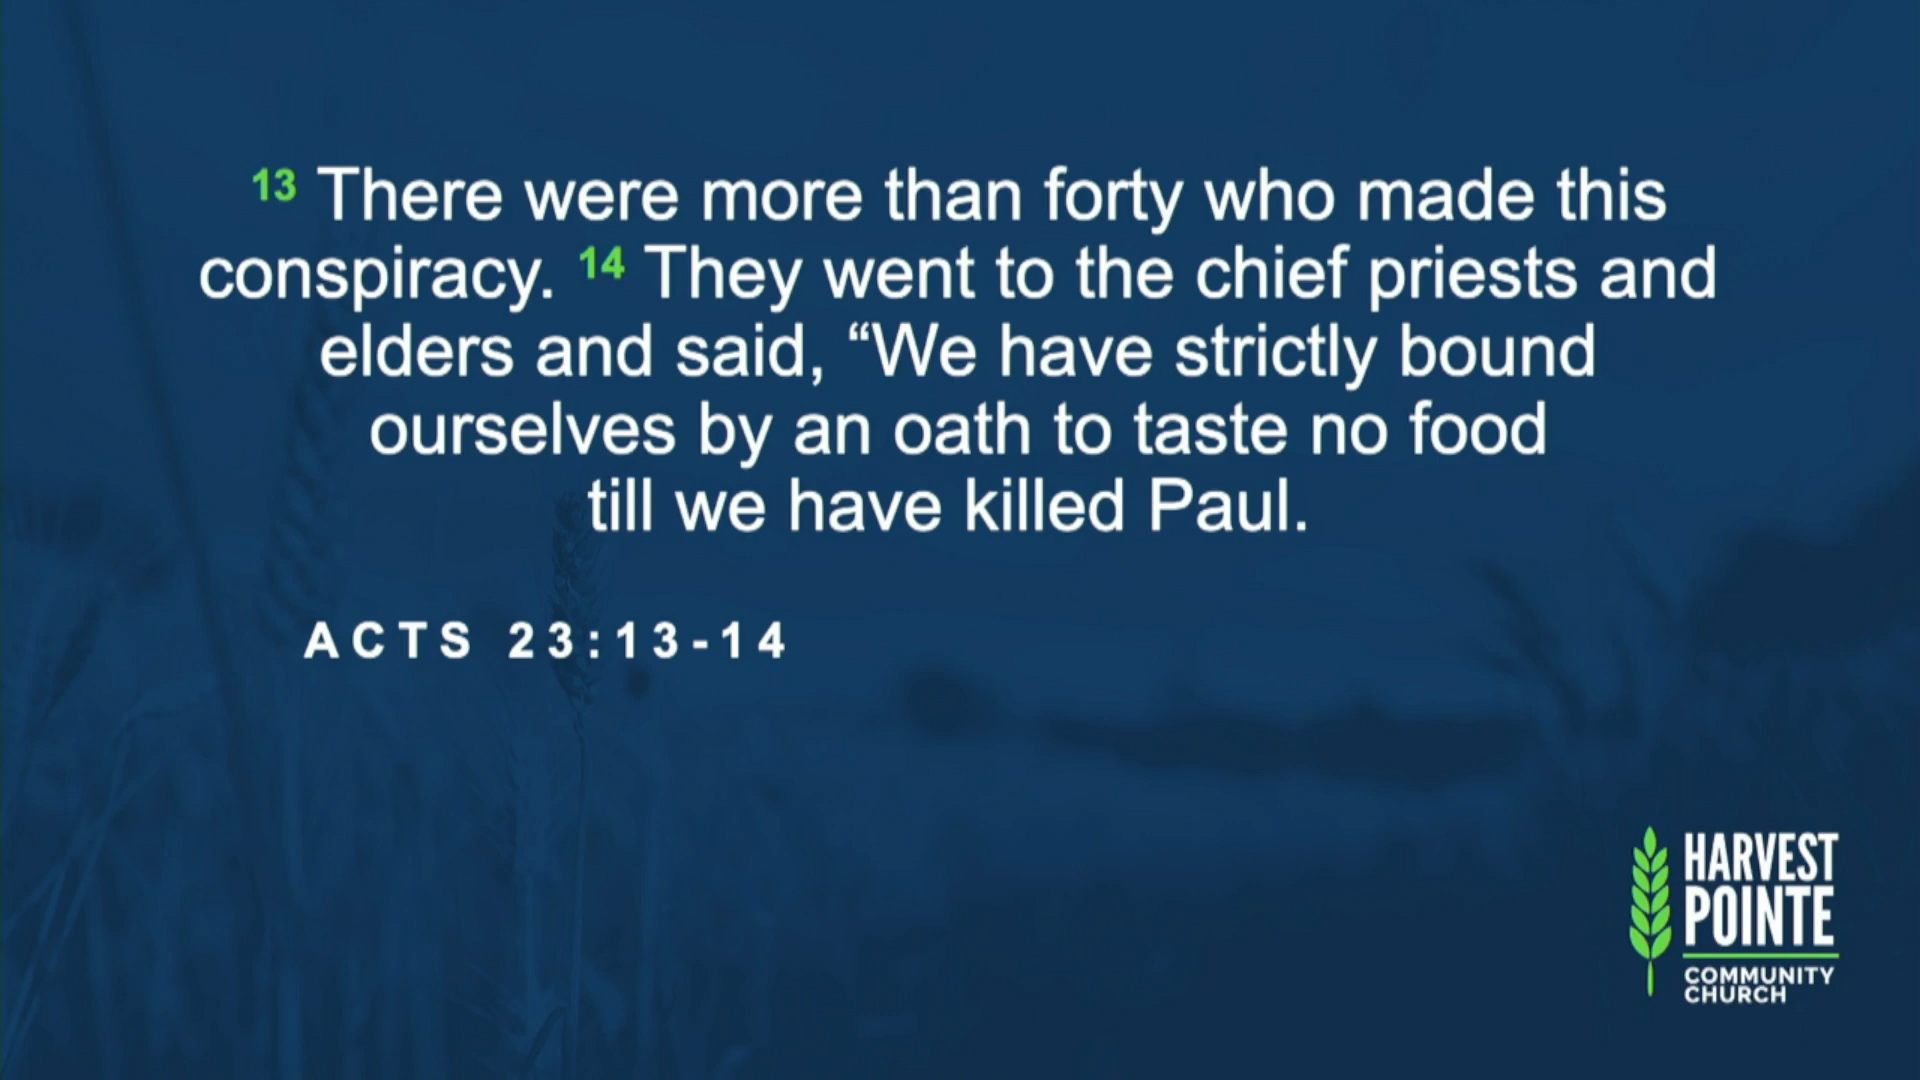 13 There were more than forty who made this
conspiracy. 14 They went to the chief priests and
elders and said, “We have strictly bound
ourselves by an oath to taste no food
till we have killed Paul.
ACTS 23:13-14
HARVEST
POINTE
COMMUNITY
CHURCH